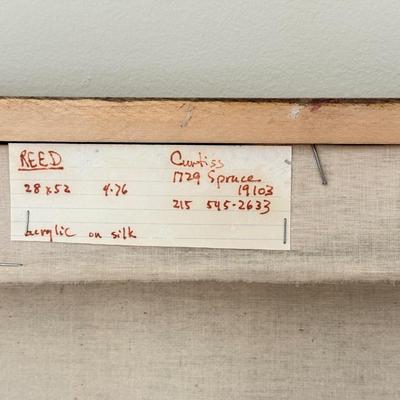 REED
28 x 52 4.76
acrylic on silk
Curtiss
1729 Spruce
19103
215 545-2633